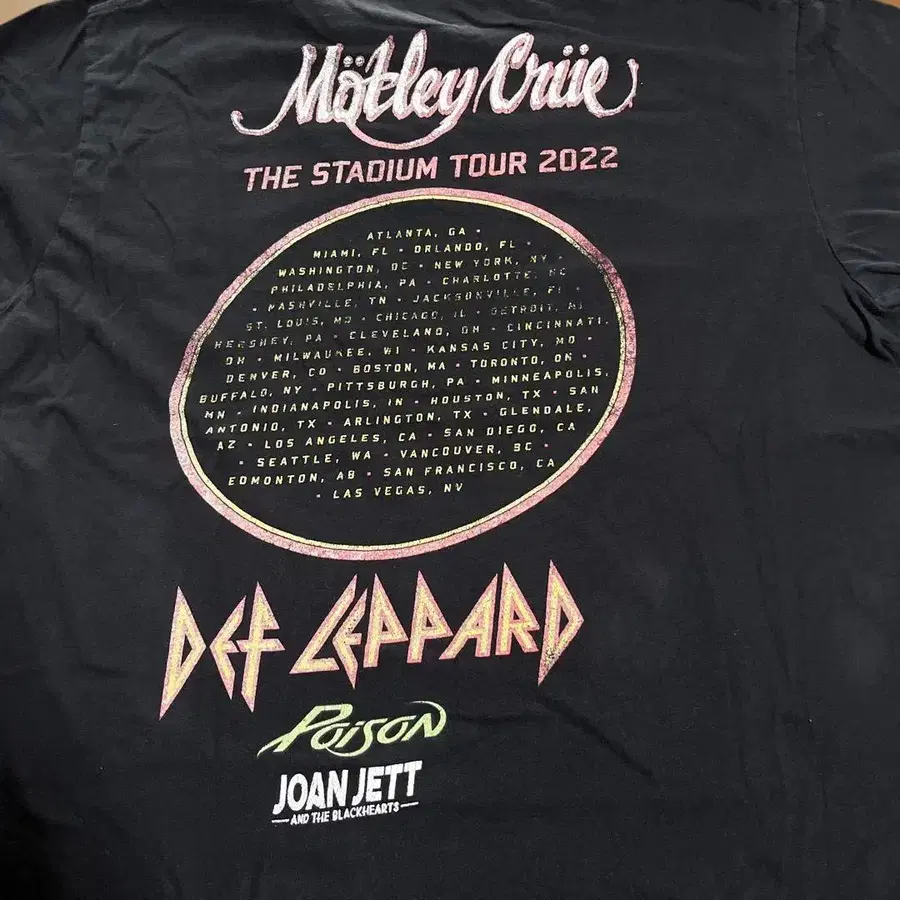 Mötley Crüe
THE STADIUM TOUR 2022
ATLANTA, GA •
MIAMI, FL • ORLANDO, FL •
WASHINGTON, DC • NEW YORK, NY •
PHILADELPHIA, PA • CHARLOTTE, NC
• NASHVILLE, TN • JACKSONVILLE, FL •
ST. LOUIS, MO • CHICAGO, IL • DETROIT, MI
HERSHEY, PA • CLEVELAND, OH • CINCINNATI,
OH • MILWAUKEE, WI • KANSAS CITY, MO •
DENVER, CO • BOSTON, MA • TORONTO, ON •
BUFFALO, NY • PITTSBURGH, PA • MINNEAPOLIS,
MN • INDIANAPOLIS, IN • HOUSTON, TX • SAN
ANTONIO, TX • ARLINGTON, TX • GLENDALE,
AZ • LOS ANGELES, CA • SAN DIEGO, CA
• SEATTLE, WA • VANCOUVER, BC •
EDMONTON, AB • SAN FRANCISCO, CA
• LAS VEGAS, NV
DEF LEPPARD
POISON
JOAN JETT
AND THE BLACKHEARTS